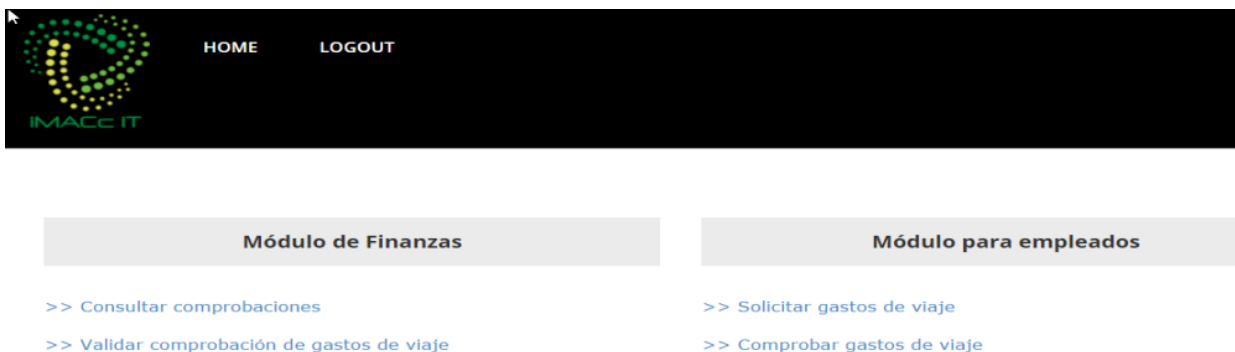 HOME LOGOUT
IMACc IT
Módulo de Finanzas
>> Consultar comprobaciones
>> Validar comprobación de gastos de viaje
Módulo para empleados
>> Solicitar gastos de viaje
>> Comprobar gastos de viaje